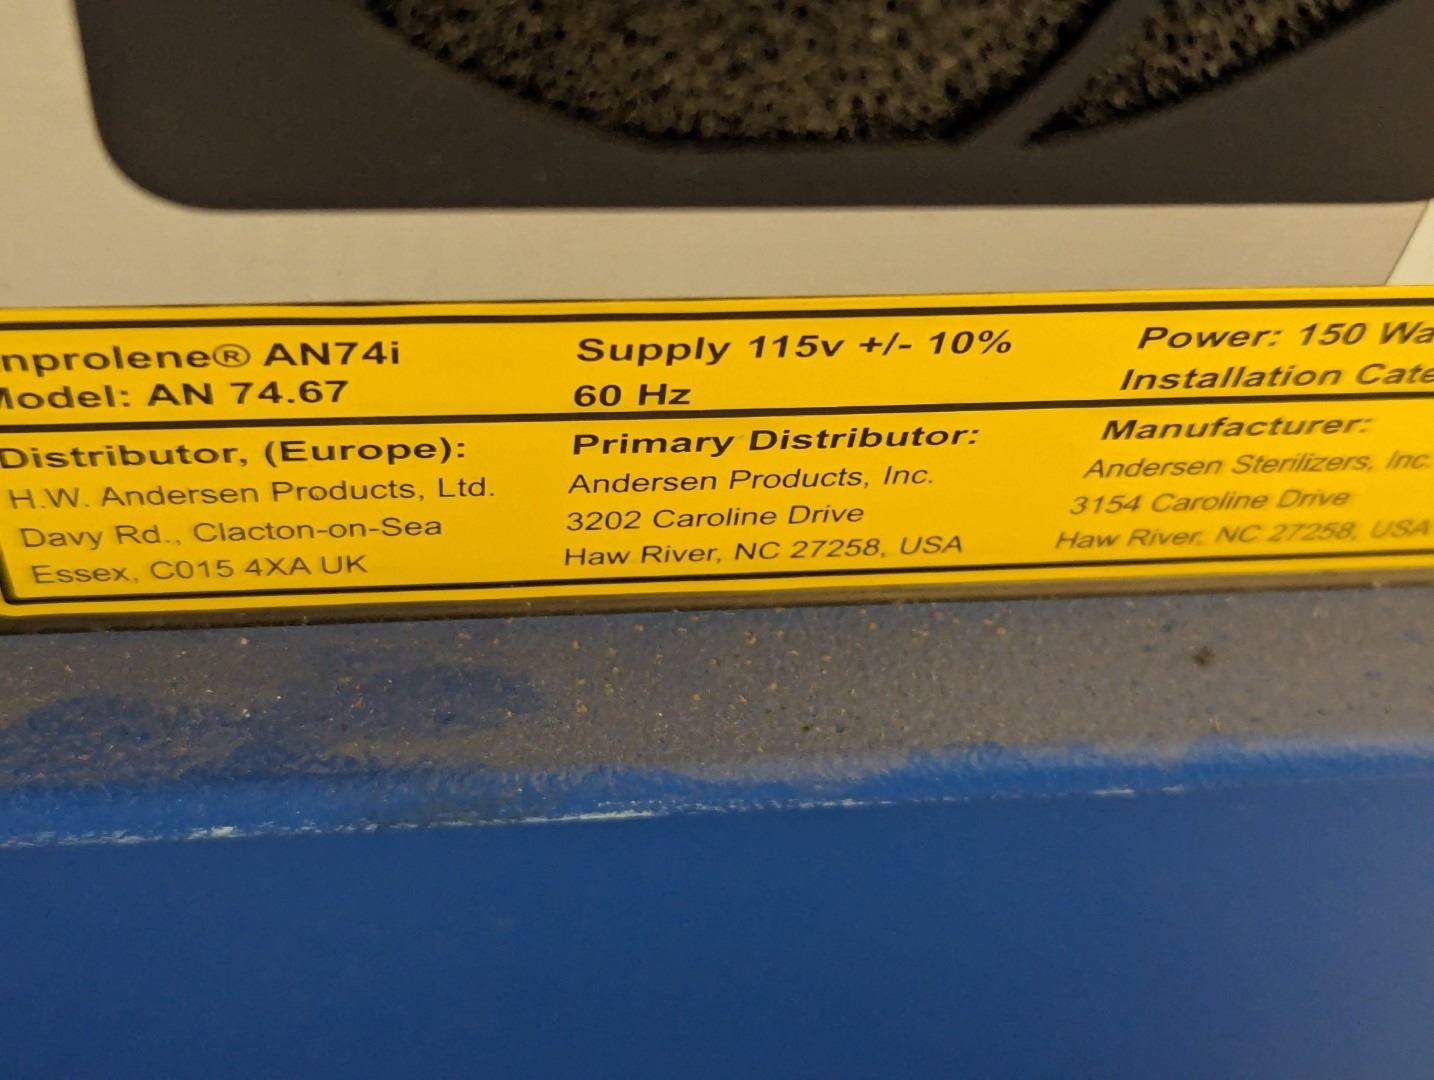 nprolene® AN74i
Model: AN 74.67
Supply 115v +/- 10%
60 Hz
Power: 150 Wa
Installation Cate
Distributor, (Europe):
H.W. Andersen Products, Ltd.
Davy Rd., Clacton-on-Sea
Essex, C015 4XA UK
Primary Distributor:
Andersen Products, Inc.
3202 Caroline Drive
Haw River, NC 27258, USA
Manufacturer:
Andersen Sterilizers, Inc.
3154 Caroline Drive
Haw River, NC 27258, USA